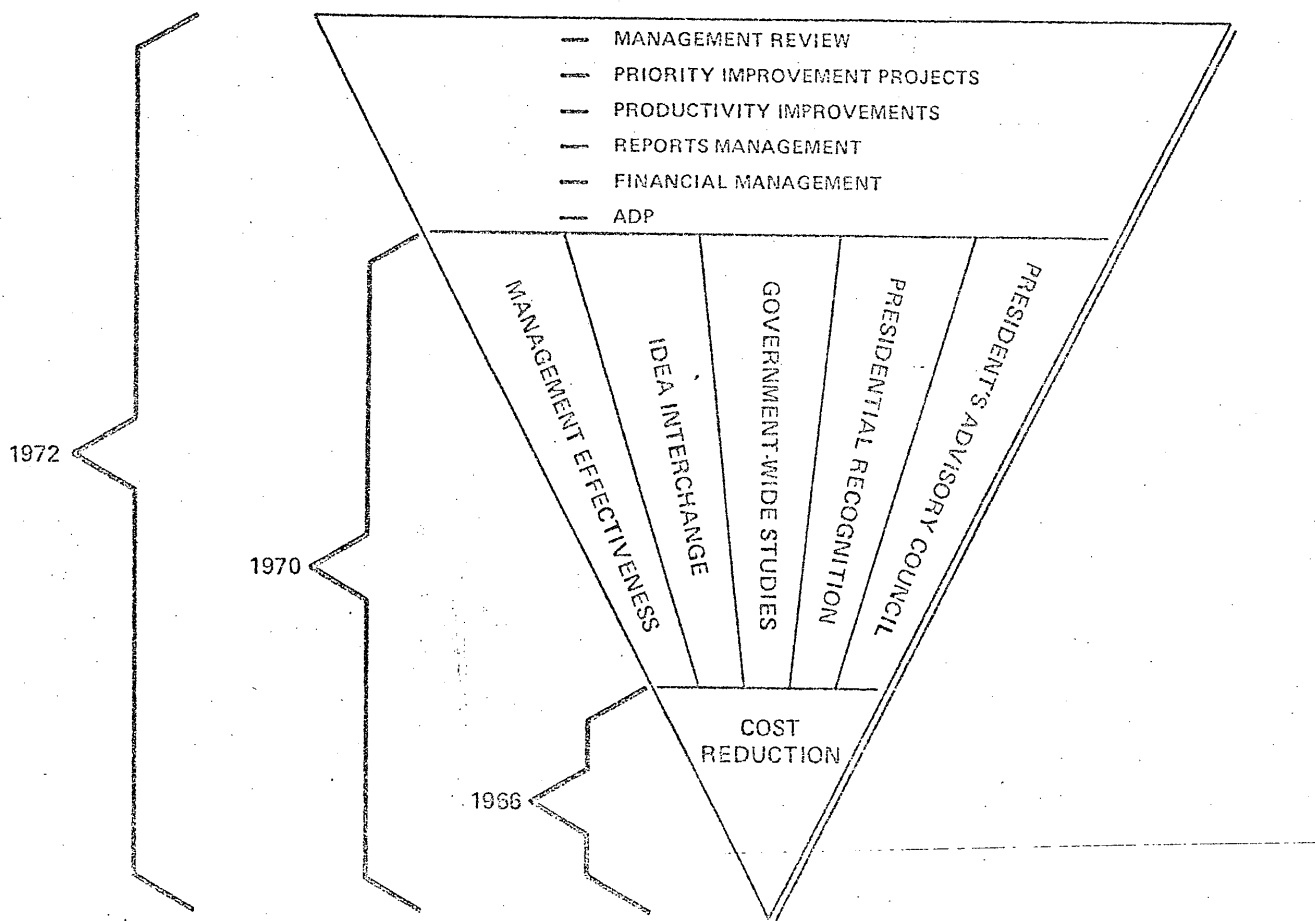 — MANAGEMENT REVIEW
— PRIORITY IMPROVEMENT PROJECTS
— PRODUCTIVITY IMPROVEMENTS
— REPORTS MANAGEMENT
— FINANCIAL MANAGEMENT
— ADP
MANAGEMENT EFFECTIVENESS
IDEA INTERCHANGE
GOVERNMENT-WIDE STUDIES
PRESIDENTIAL RECOGNITION
PRESIDENT'S ADVISORY COUNCIL
1972
1970
COST
REDUCTION
1966